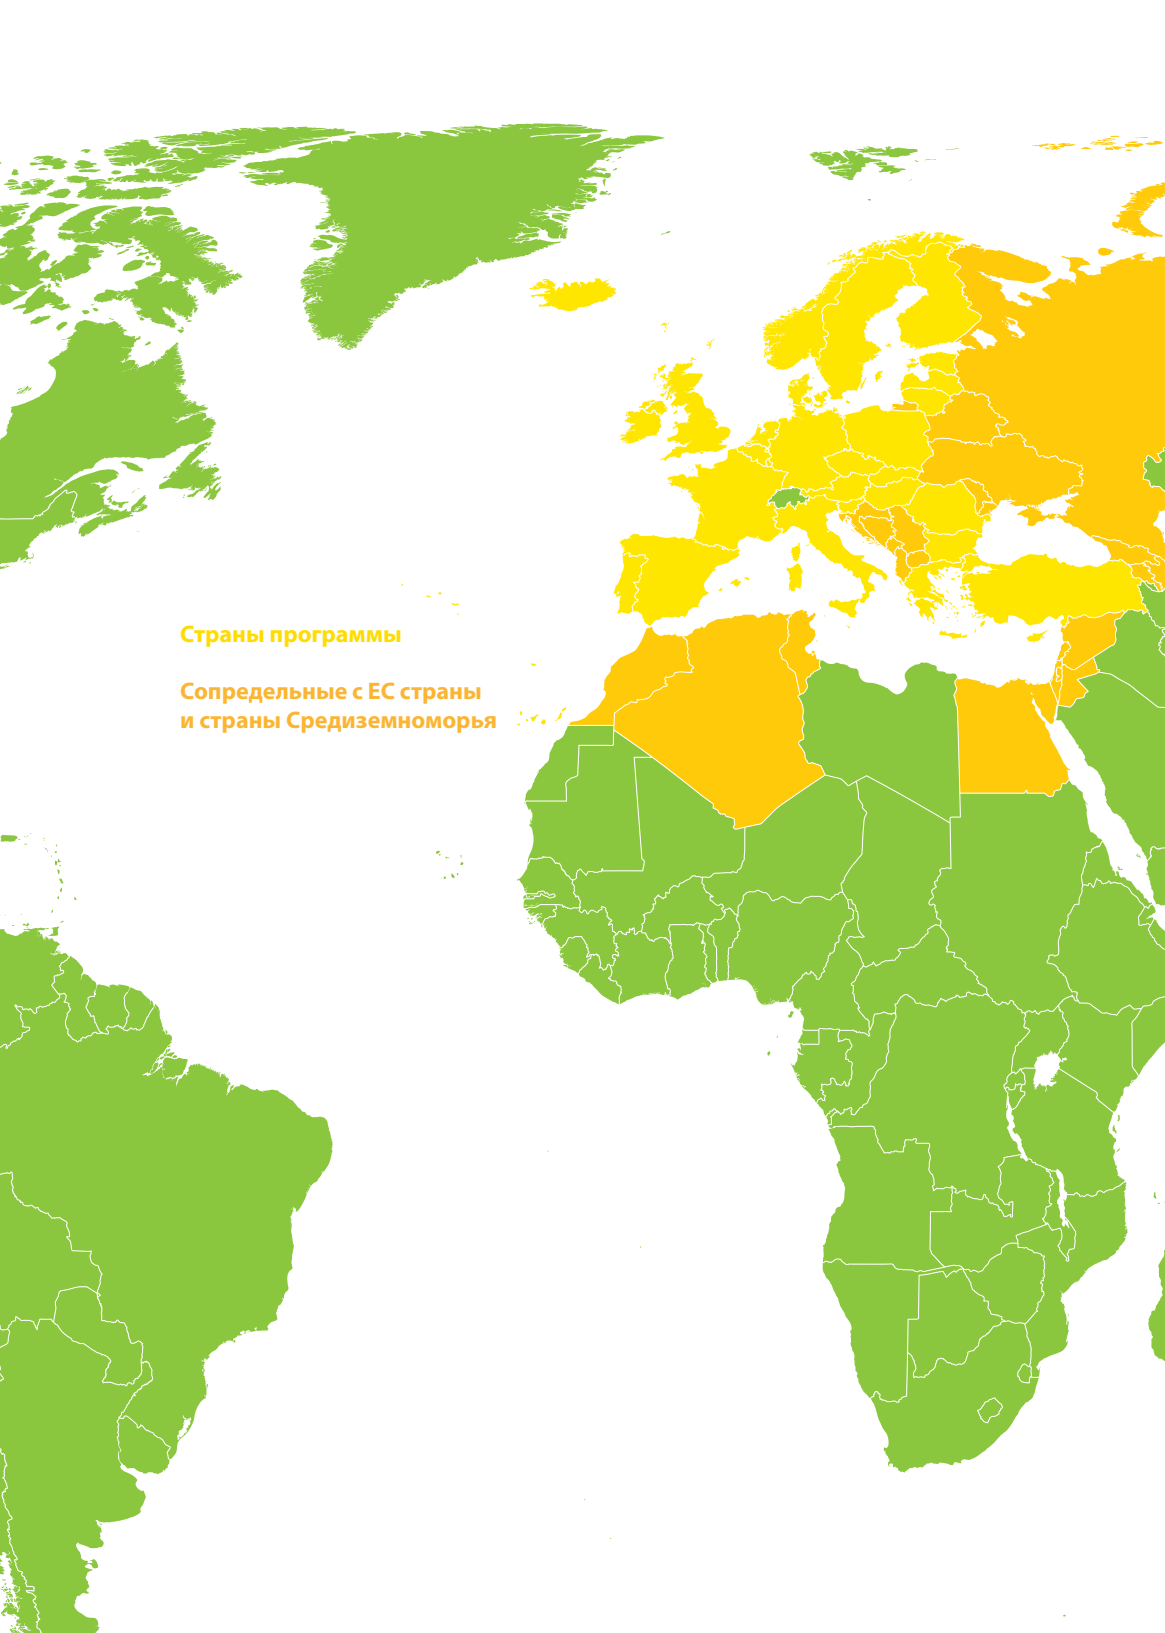 Страны программы
Сопредельные с ЕС страны
и страны Средиземноморья